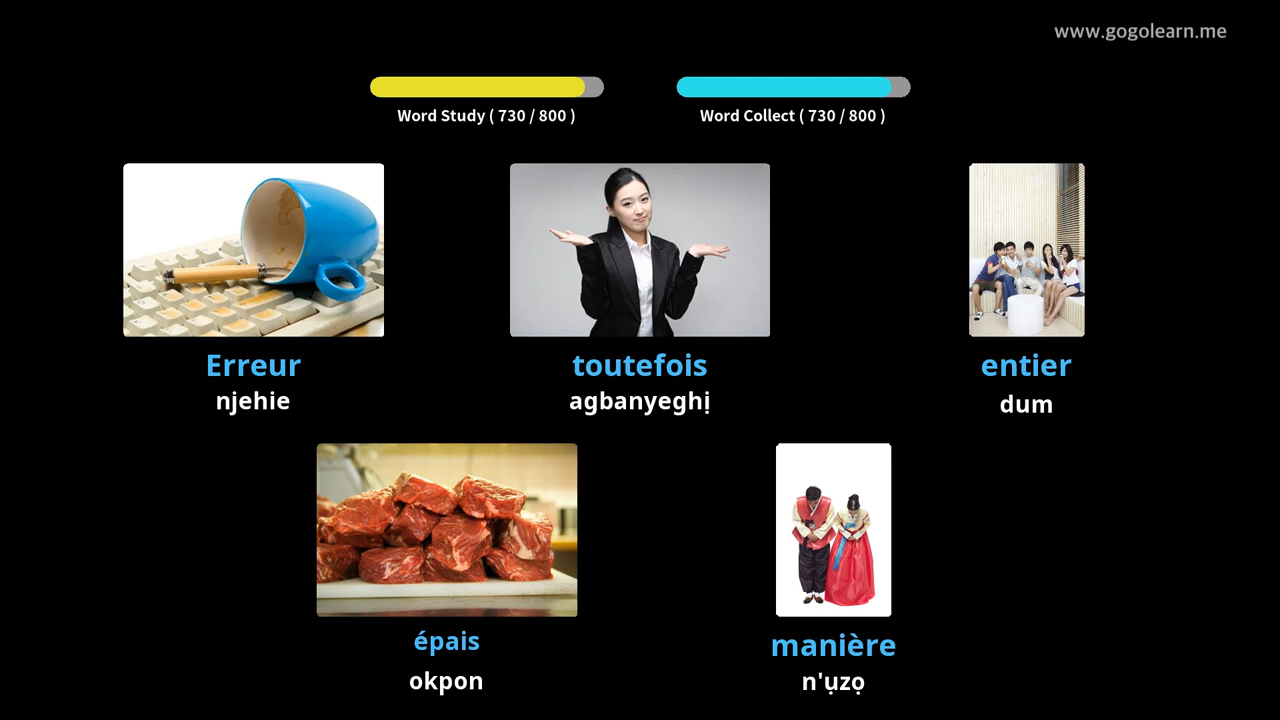 www.gogolearn.me
Word Study ( 730 / 800 )
Word Collect ( 730 / 800 )
Erreur
njehie
toutefois
agbanyeghị
entier
dum
épais
okpon
manière
n'ụzọ